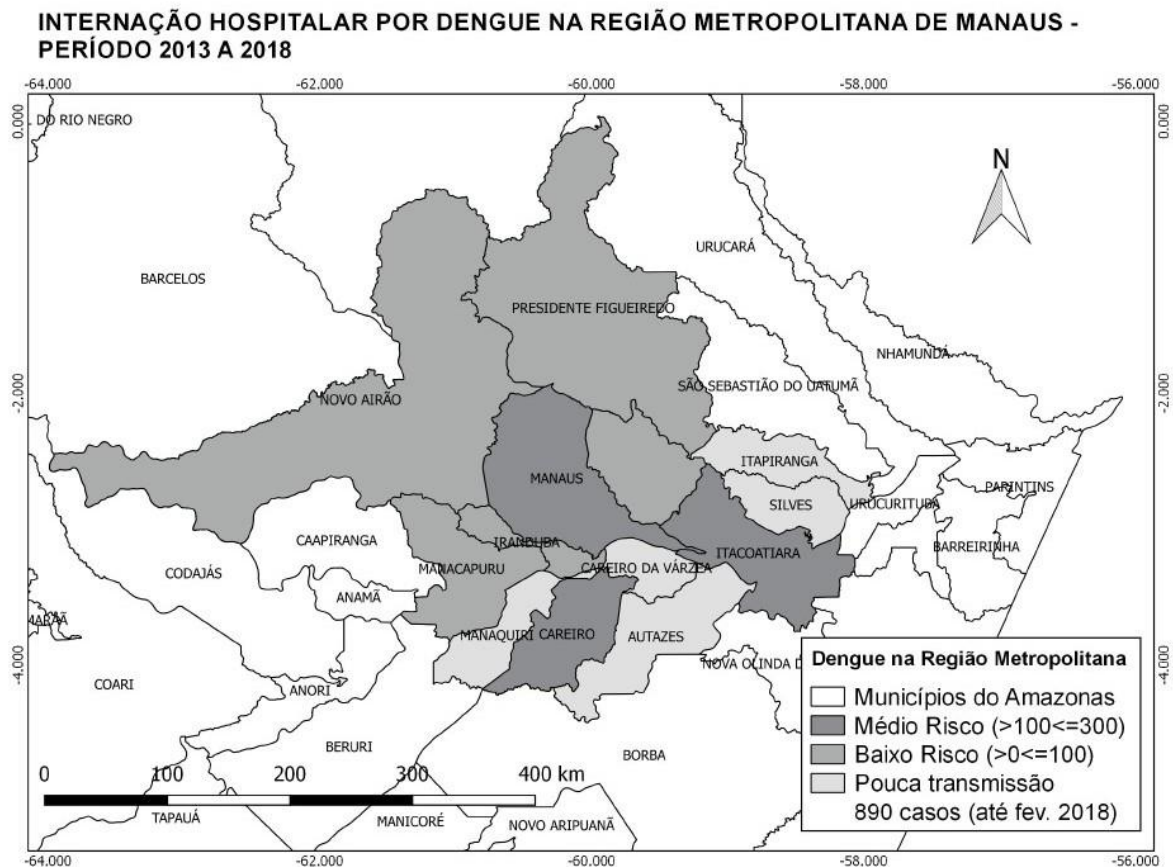 INTERNAÇÃO HOSPITALAR POR DENGUE NA REGIÃO METROPOLITANA DE MANAUS -
PERÍODO 2013 A 2018
-64.000 -62.000 -60.000 -58.000 -56.000
0.000 0.000
DO RIO NEGRO
N
URUCARÁ
BARCELOS
PRESIDENTE FIGUEIREDO
NHAMUNDÁ
SÃO SEBASTIÃO DO UATUMÃ
-2.000 -2.000
NOVO AIRÃO
ITAPIRANGA
MANAUS
PARINTINS
SILVES
URUCURITUBA
CAAPIRANGA
IRANDUBA
ITACOATIARA
BARREIRINHA
CODAJÁS
MANACAPURU
CAREIRO DA VÁRZEA
ANAMÃ
MARAÃ
MANAQUIRI
CAREIRO
AUTAZES
-4.000 -4.000
NOVA OLINDA D
COARI
ANORI
BERURI
BORBA
Dengue na Região Metropolitana
Municípios do Amazonas
Médio Risco (>100<=300)
Baixo Risco (>0<=100)
Pouca transmissão
890 casos (até fev. 2018)
0 100 200 300 400 km
TAPAUÁ
MANICORÉ
NOVO ARIPUANÃ
-64.000 -62.000 -60.000 -58.000 -56.000